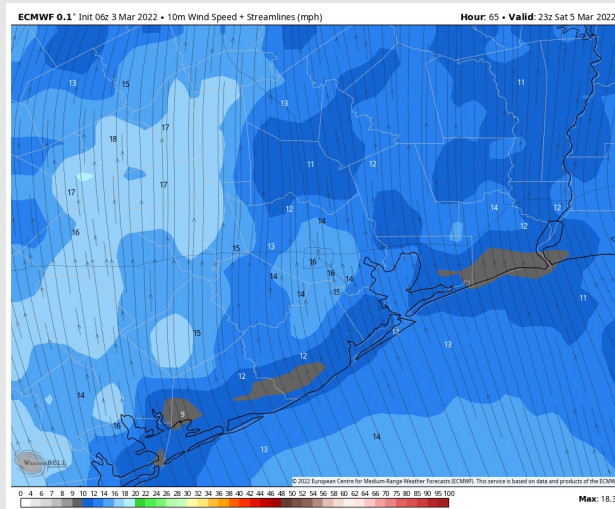 ECMWF 0.1° Init 06z 3 Mar 2022 • 10m Wind Speed + Streamlines (mph) Hour: 65 • Valid: 23z Sat 5 Mar 2022
13 15 11
13
18 17
11 12
17 17
12 14 14 12
16 12
15 13
16
14 16 14
14 15 11
15 12 13
12
12
14
16 9
14
13
WeatherBELL
© 2022 European Centre for Medium-Range Weather Forecasts (ECMWF). This service is based on data and products of the ECMW
0 4 6 7 8 9 10 12 14 16 18 20 22 24 26 28 30 32 34 36 38 40 42 44 46 48 50 52 54 56 58 60 62 64 66 70 75 80 85 90 95 100
Max: 18.3